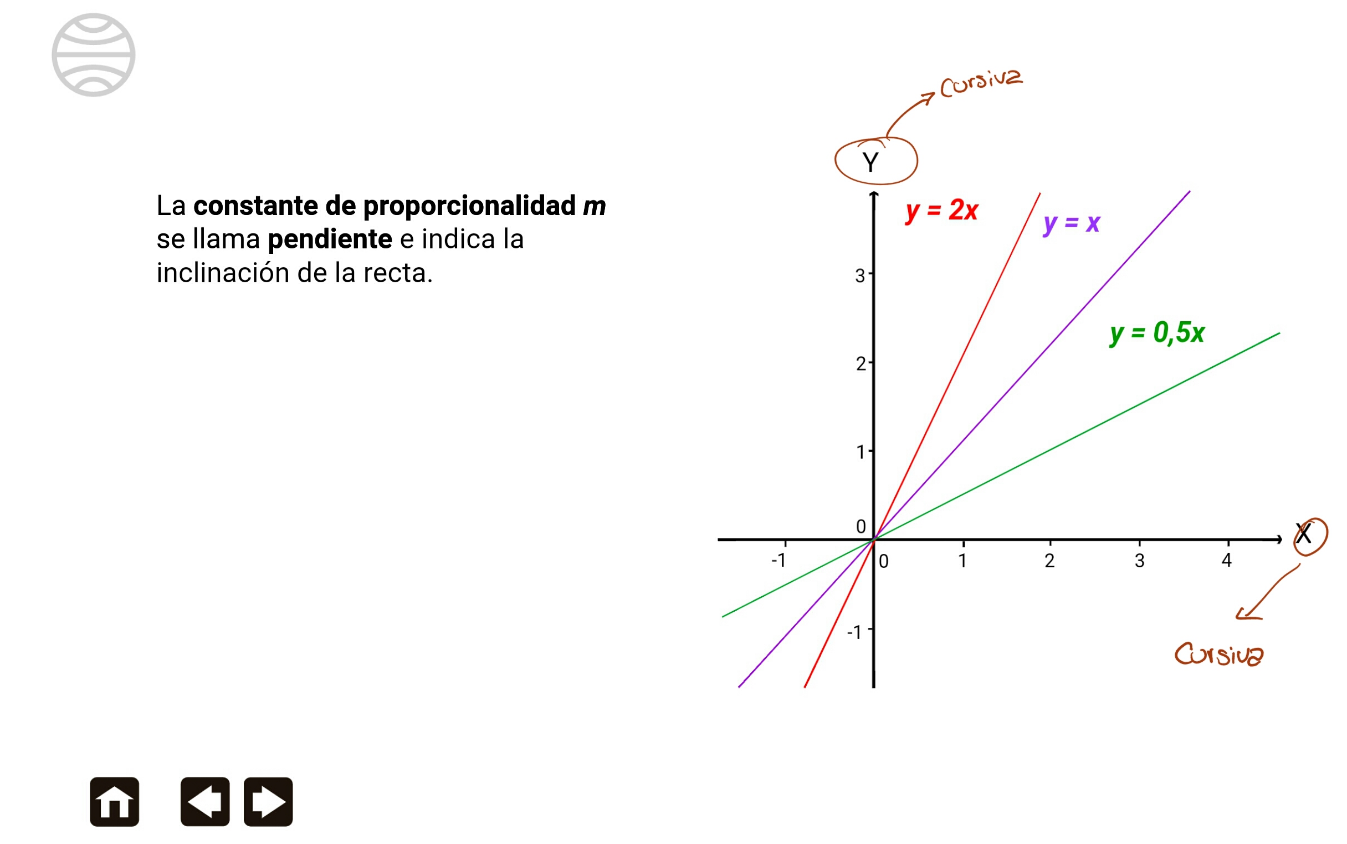 Cursiva
Y
La constante de proporcionalidad m
se llama pendiente e indica la
inclinación de la recta.
y = 2x
y = x
3
y = 0,5x
2
1
0
X
-1
0
1
2
3
4
-1
Cursiva